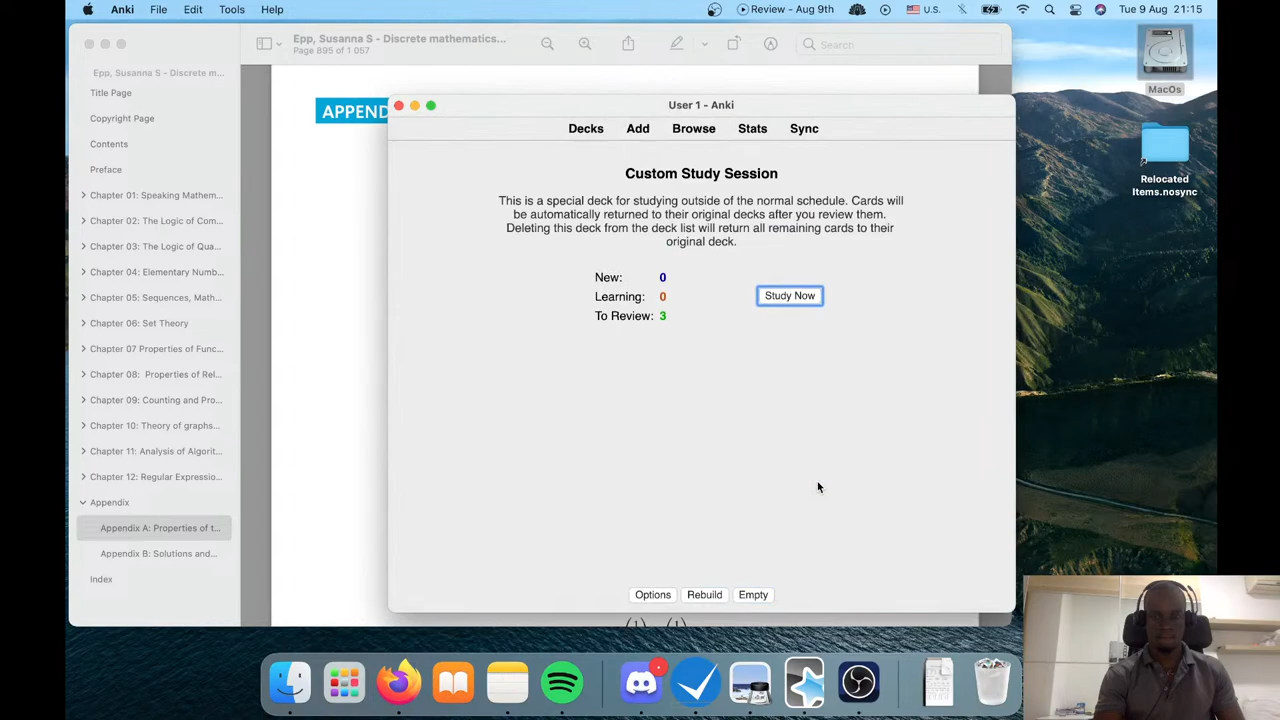 Anki File Edit Tools Help
Review - Aug 9th U.S. Tue 9 Aug 21:15
Epp, Susanna S - Discrete mathematics...
Page 895 of 1 057
Search
Epp, Susanna S - Discrete m...
Title Page
Copyright Page
Contents
Preface
Chapter 01: Speaking Mathem...
Chapter 02: The Logic of Com...
Chapter 03: The Logic of Qua...
Chapter 04: Elementary Numb...
Chapter 05: Sequences, Math...
Chapter 06: Set Theory
Chapter 07 Properties of Func...
Chapter 08: Properties of Rel...
Chapter 09: Counting and Pro...
Chapter 10: Theory of graphs...
Chapter 11: Analysis of Algorit...
Chapter 12: Regular Expressio...
Appendix
Appendix A: Properties of t...
Appendix B: Solutions and...
Index
APPEND
User 1 - Anki
Decks Add Browse Stats Sync
Custom Study Session
This is a special deck for studying outside of the normal schedule. Cards will
be automatically returned to their original decks after you review them.
Deleting this deck from the deck list will return all remaining cards to their
original deck.
New: 0
Learning: 0
To Review: 3
Study Now
Options Rebuild Empty
MacOs
Relocated
Items.nosync